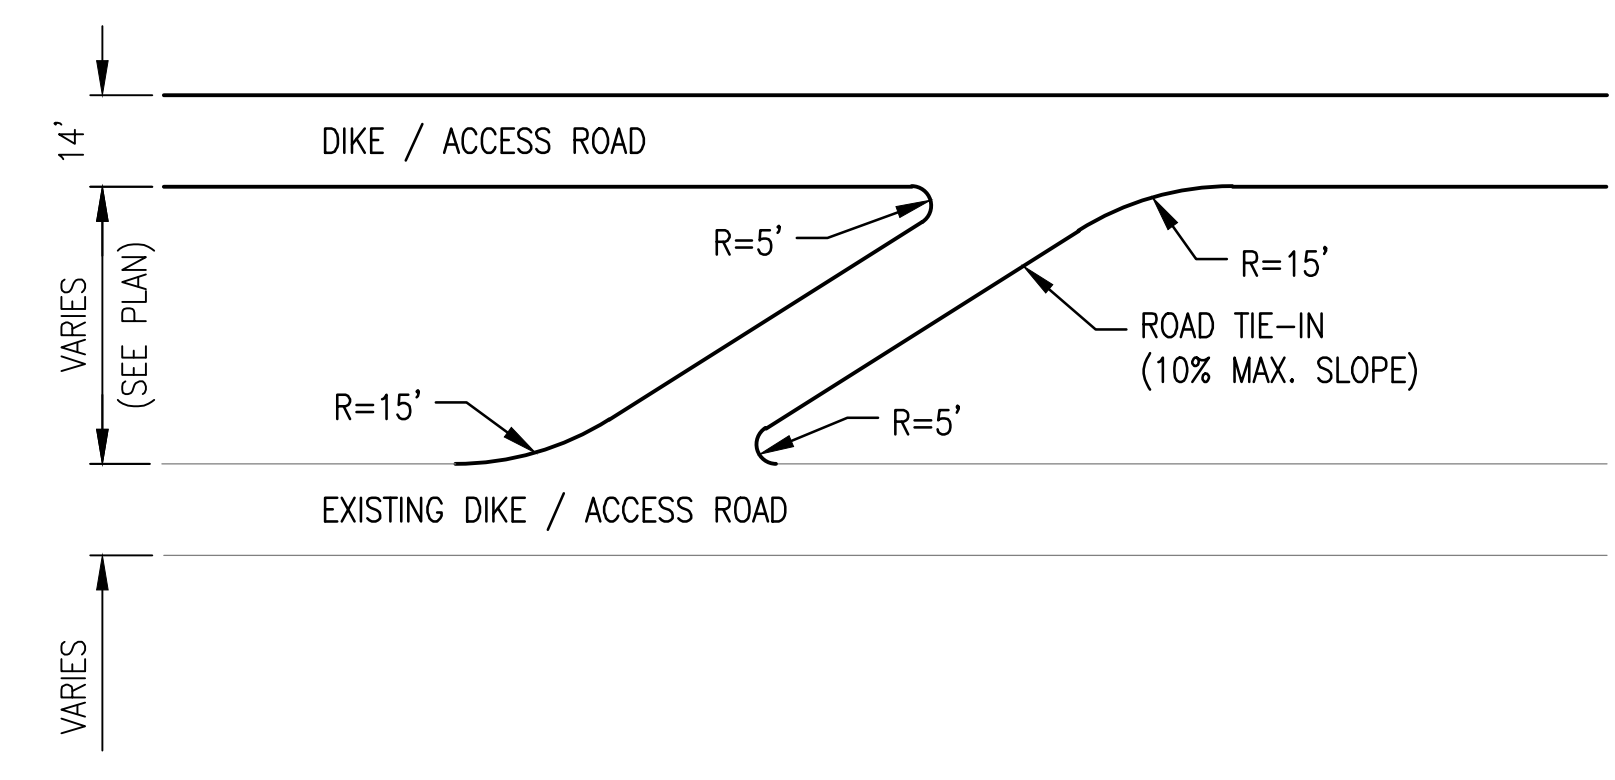 14'
DIKE / ACCESS ROAD
R=5'
R=15'
VARIES
(SEE PLAN)
ROAD TIE-IN
(10% MAX. SLOPE)
R=15'
R=5'
EXISTING DIKE / ACCESS ROAD
VARIES